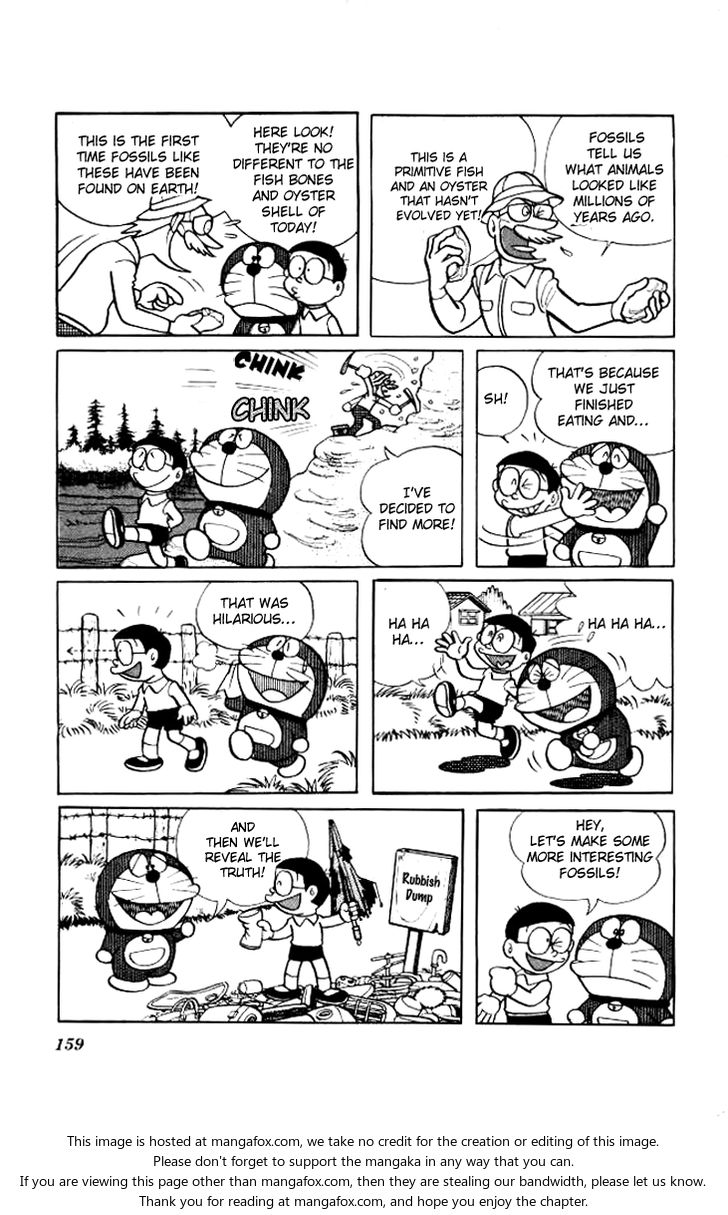 FOSSILS
TELL US
WHAT ANIMALS
LOOKED LIKE
MILLIONS OF
YEARS AGO.
THIS IS A
PRIMITIVE FISH
AND AN OYSTER
THAT HASN'T
EVOLVED YET!
HERE LOOK!
THEY'RE NO
DIFFERENT TO THE
FISH BONES
AND OYSTER
SHELL OF
TODAY!
THIS IS THE FIRST
TIME FOSSILS LIKE
THESE HAVE BEEN
FOUND ON EARTH!
THAT'S BECAUSE
WE JUST
FINISHED
EATING AND...
SH!
CHINK
CHINK
I'VE
DECIDED TO
FIND MORE!
HA HA HA...
HA HA
HA...
THAT WAS
HILARIOUS...
HEY,
LET'S MAKE SOME
MORE INTERESTING
FOSSILS!
AND
THEN WE'LL
REVEAL THE
TRUTH!
Rubbish
Dump
159
This image is hosted at mangafox.com, we take no credit for the creation or editing of this image.
Please don't forget to support the mangaka in any way that you can.
If you are viewing this page other than mangafox.com, then they are stealing our bandwidth, please let us know.
Thank you for reading at mangafox.com, and hope you enjoy the chapter.